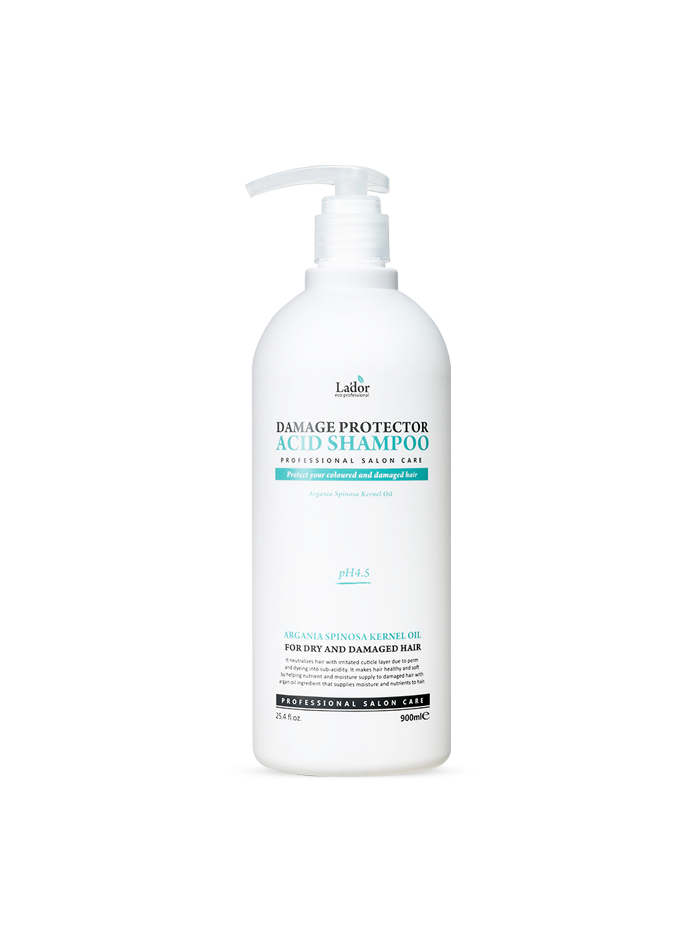 La'dor
eco professional
DAMAGE PROTECTOR
ACID SHAMPOO
PROFESSIONAL SALON CARE
Protect your coloured and damaged hair
Argania Spinosa Kernel Oil
pH4.5
ARGANIA SPINOSA KERNEL OIL
FOR DRY AND DAMAGED HAIR
It neutralizes hair with irritated cuticle layer due to perm
and dyeing into sub-acidity. It makes hair healthy and soft
by helping nutrient and moisture supply to damaged hair with
argan oil ingredient that supplies moisture and nutrients to hair.
PROFESSIONAL SALON CARE
25.4 fl.oz. 900ml℮